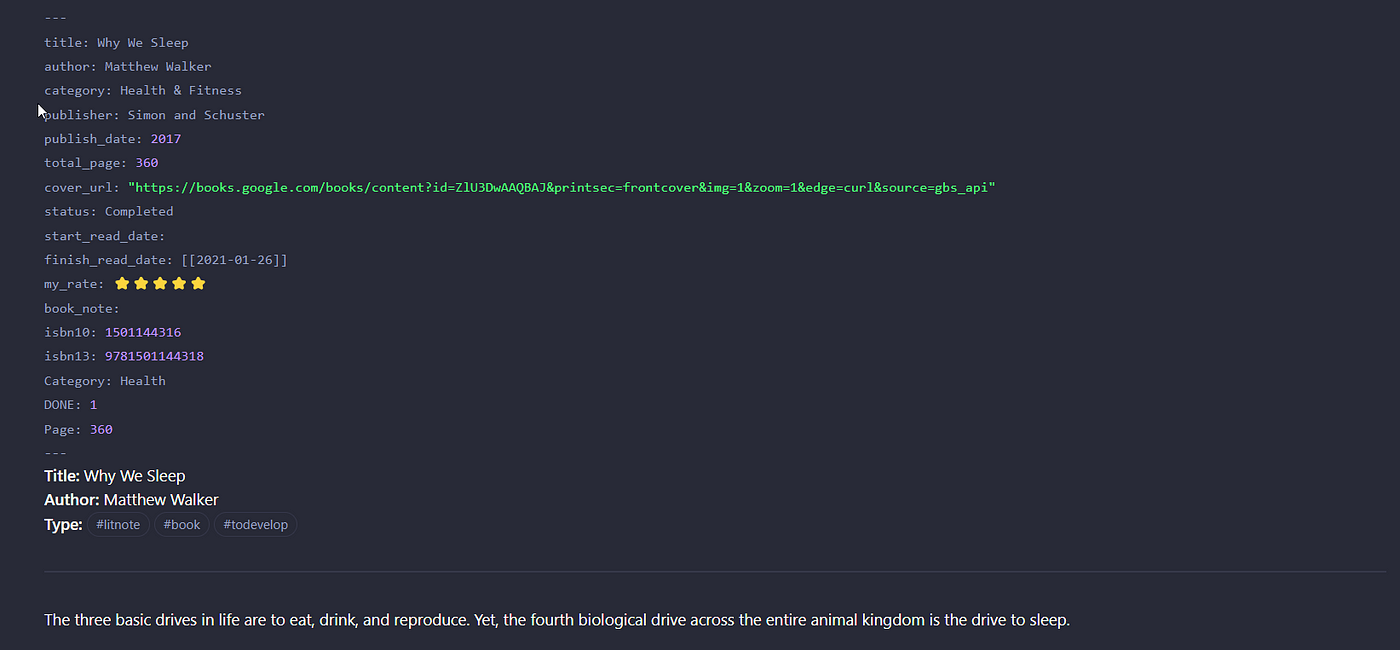 ---
title: Why We Sleep
author: Matthew Walker
category: Health & Fitness
publisher: Simon and Schuster
publish_date: 2017
total_page: 360
cover_url: "https://books.google.com/books/content?id=ZlU3DwAAQBAJ&printsec=frontcover&img=1&zoom=1&edge=curl&source=gbs_api"
status: Completed
start_read_date:
finish_read_date: [[2021-01-26]]
my_rate: ⭐⭐⭐⭐⭐
book_note:
isbn10: 1501144316
isbn13: 9781501144318
Category: Health
DONE: 1
Page: 360
---
Title: Why We Sleep
Author: Matthew Walker
Type: #litnote #book #todevelop
The three basic drives in life are to eat, drink, and reproduce. Yet, the fourth biological drive across the entire animal kingdom is the drive to sleep.